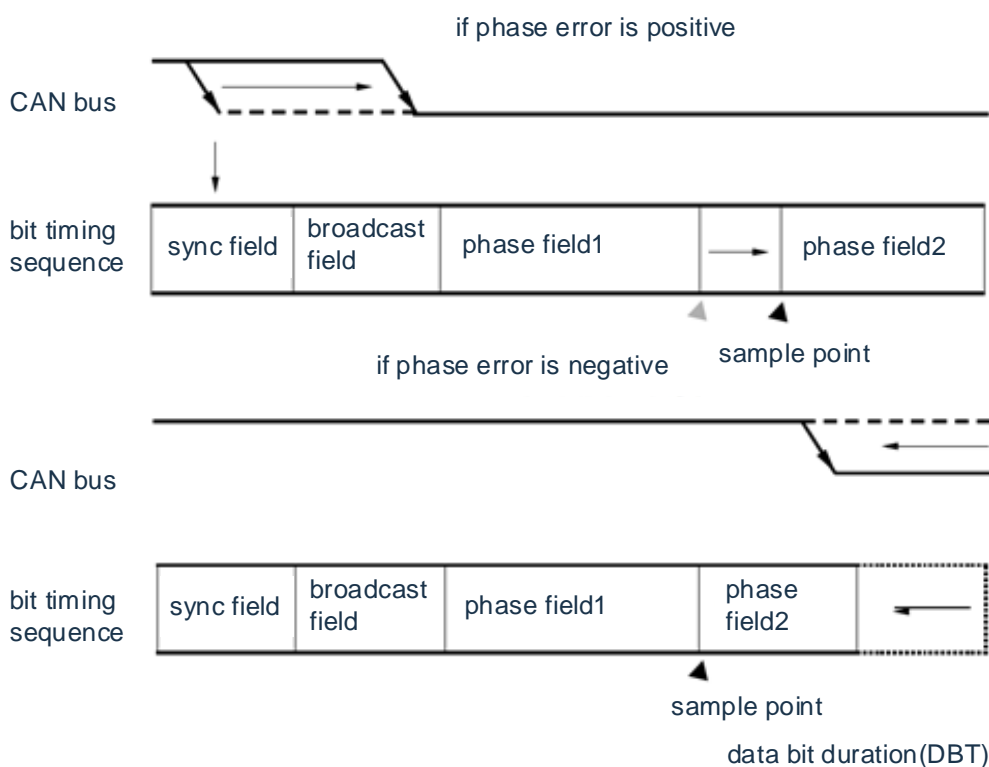 if phase error is positive
CAN bus
bit timing
sequence
sync field
broadcast
field
phase field1
phase field2
sample point
if phase error is negative
CAN bus
bit timing
sequence
sync field
broadcast
field
phase field1
phase
field2
sample point
data bit duration(DBT)